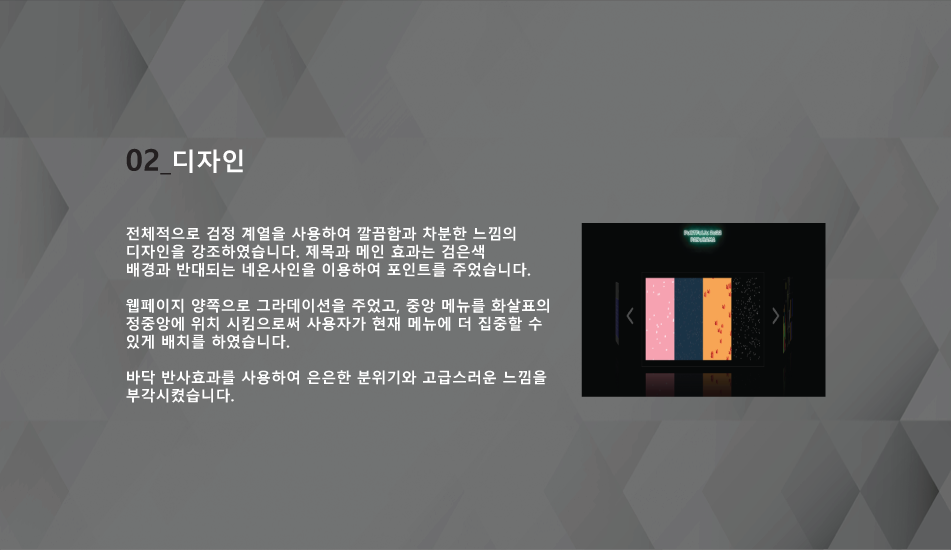 02_디자인
전체적으로 검정 계열을 사용하여 깔끔함과 차분한 느낌의
디자인을 강조하였습니다. 제목과 메인 효과는 검은색
배경과 반대되는 네온사인을 이용하여 포인트를 주었습니다.
웹페이지 양쪽으로 그라데이션을 주었고, 중앙 메뉴를 화살표의
정중앙에 위치 시킴으로써 사용자가 현재 메뉴에 더 집중할 수
있게 배치를 하였습니다.
바닥 반사효과를 사용하여 은은한 분위기와 고급스러운 느낌을
부각시켰습니다.